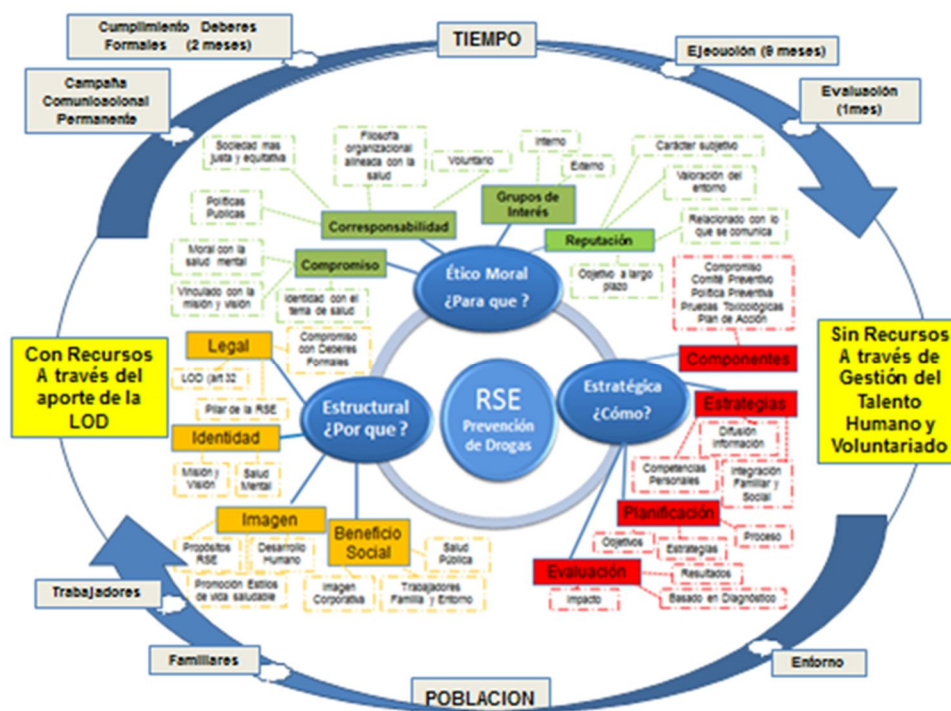 TIEMPO
Cumplimiento Deberes
Formales (2 meses)
Campaña
Comunicacional
Permanente
Ejecución (9 meses)
Evaluación
(1mes)
Sociedad mas
justa y equitativa
Filosofía
organizacional
alineada con la
salud
Voluntario
Interno
Externo
Carácter subjetivo
Valoración del
entorno
Relacionado con lo
que se comunica
Políticas
Publicas
Corresponsabilidad
Grupos de
Interés
Reputación
Objetivo a largo
plazo
Moral con la
salud mental
Compromiso
Vinculado con la
misión y visión
Identidad con el
tema de salud
Ético Moral
¿Para que ?
Compromiso
Comité Preventivo
Política Preventiva
Pruebas Toxicológicas
Plan de Acción
Con Recursos
A través del
aporte de la
LOD
Sin Recursos
A través de
Gestión del
Talento
Humano y
Voluntariado
Legal
Compromiso
con Deberes
Formales
LOD (art 32
Pilar de la RSE
Estructural
¿Por que ?
RSE
Prevención
de Drogas
Estratégica
¿Cómo?
Componentes
Estrategias
Difusión
Información
Competencias
Personales
Integración
Familiar y
Social
Identidad
Misión y
Visión
Salud
Mental
Imagen
Propósitos
RSE
Desarrollo
Humano
Promoción Estilos
de vida saludable
Beneficio
Social
Salud
Pública
Imagen
Corporativa
Trabajadores
Familia y Entorno
Planificación
Objetivos
Estrategias
Proceso
Evaluación
Resultados
Impacto
Basado en Diagnóstico
Trabajadores
Familiares
Entorno
POBLACION